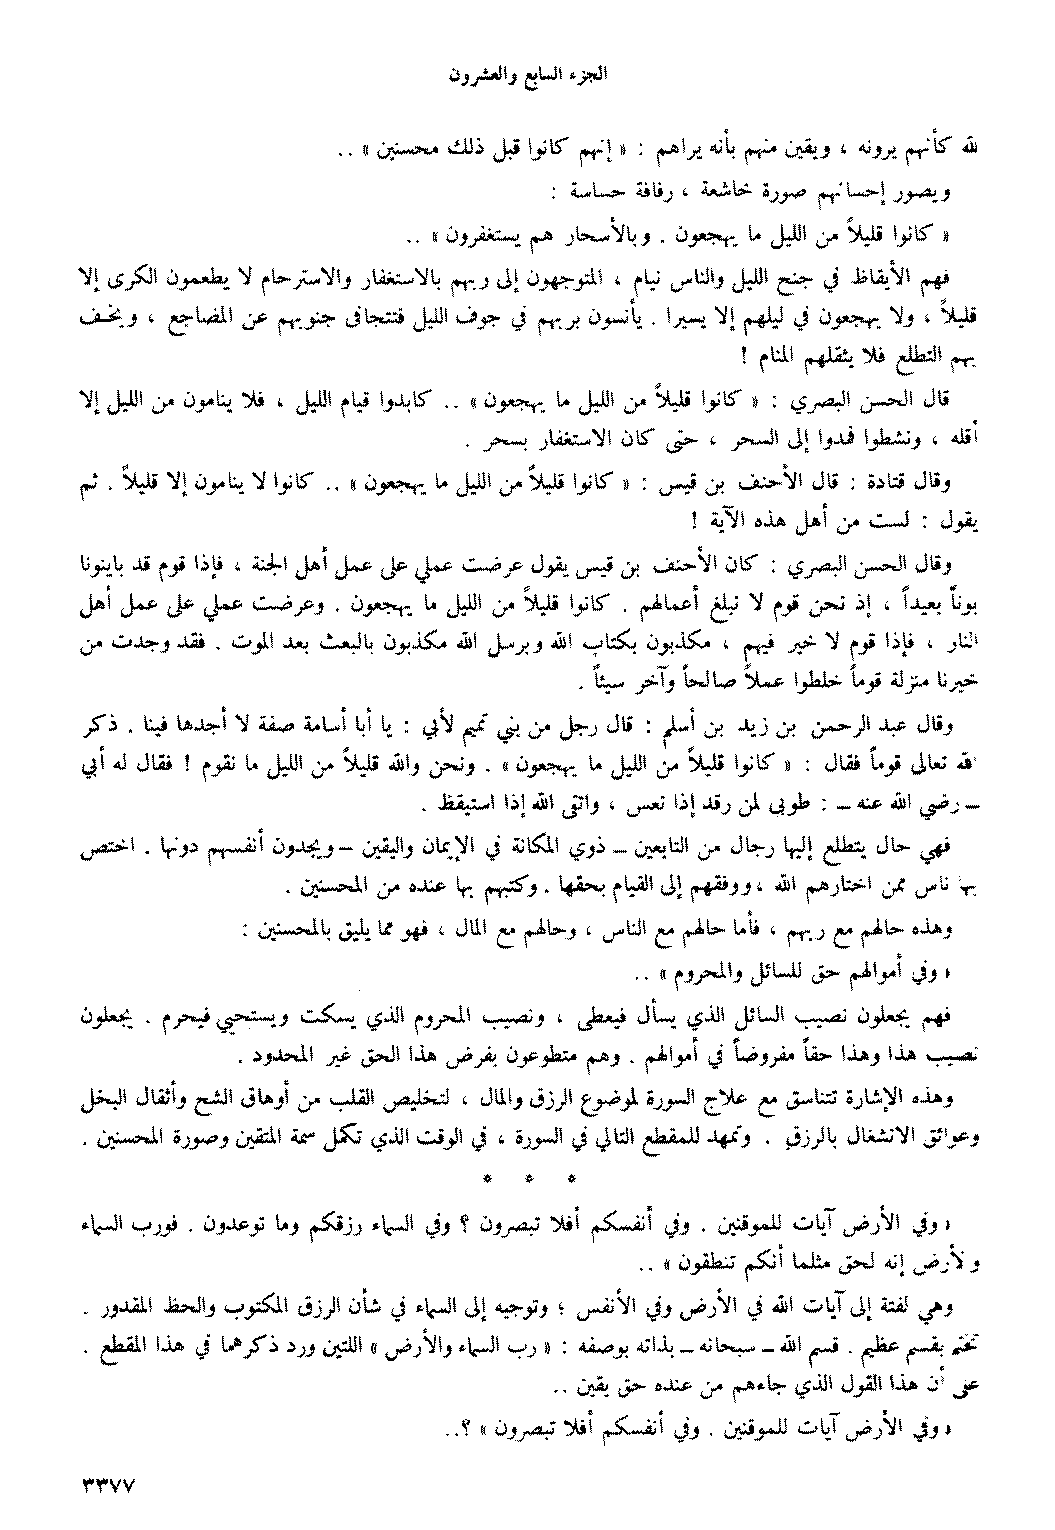 الجزء السابع والعشرون
لله كأنهم يرونه ، ويقين منهم بأنه يراهم : « إنهم كانوا قبل ذلك محسنين » ..
ويصور إحسانهم صورة خاشعة ، رفافة حساسة :
« كانوا قليلاً من الليل ما يهجعون . وبالأسحار هم يستغفرون » ..
فهم الأيقاظ في جنح الليل والناس نيام ، المتوجهون إلى ربهم بالاستغفار والاسترحام لا يطعمون الكرى إلا
قليلاً ، ولا يهجعون في ليلهم إلا يسيرا . يأنسون بربهم في جوف الليل فتتجافى جنوبهم عن المضاجع ، ويخف
بهم التطلع فلا يثقلهم المنام !
قال الحسن البصري : « كانوا قليلاً من الليل ما يهجعون » .. كابدوا قيام الليل ، فلا ينامون من الليل إلا
أقله ، ونشطوا فمدوا إلى السحر ، حتى كان الاستغفار بسحر .
وقال قتادة : قال الأحنف بن قيس : « كانوا قليلاً من الليل ما يهجعون » .. كانوا لا ينامون إلا قليلاً . ثم
يقول : لست من أهل هذه الآية !
وقال الحسن البصري : كان الأحنف بن قيس يقول عرضت عملي على عمل أهل الجنة ، فإذا قوم قد باينونا
بوناً بعيداً ، إذ نحن قوم لا نبلغ أعمالهم . كانوا قليلاً من الليل ما يهجعون . وعرضت عملي على عمل أهل
النار ، فإذا قوم لا خير فيهم ، مكذبون بكتاب الله وبرسل الله مكذبون بالبعث بعد الموت . فقد وجدت من
خيرنا منزلة قوماً خلطوا عملاً صالحاً وآخر سيئاً .
وقال عبد الرحمن بن زيد بن أسلم : قال رجل من بني تميم لأبي : يا أبا أسامة صفة لا أجدها فينا . ذكر
الله تعالى قوماً فقال : « كانوا قليلاً من الليل ما يهجعون » . ونحن والله قليلاً من الليل ما نقوم ! فقال له أبي
ـ رضي الله عنه ـ : طوبى لمن رقد إذا نعس ، واتقى الله إذا استيقظ .
فهي حال يتطلع إليها رجال من التابعين ـ ذوي المكانة في الإيمان واليقين ـ ويجدون أنفسهم دونها . اختص
بها ناس ممن اختارهم الله ، ووفقهم إلى القيام بحقها . وكتبهم بها عنده من المحسنين .
وهذه حالهم مع ربهم ، فأما حالهم مع الناس ، وحالهم مع المال ، فهو مما يليق بالمحسنين :
« وفي أموالهم حق للسائل والمحروم » ..
فهم يجعلون نصيب السائل الذي يسأل فيعطى ، ونصيب المحروم الذي يسكت ويستحيي فيحرم . يجعلون
نصيب هذا وهذا حقاً مفروضاً في أموالهم . وهم متطوعون بفرض هذا الحق غير المحدود .
وهذه الإشارة تتناسق مع علاج السورة لموضوع الرزق والمال ، لتخليص القلب من أوهاق الشح وأثقال البخل
وعوائق الانشغال بالرزق . وتمهد للمقطع التالي في السورة ، في الوقت الذي تكمل سمة المتقين وصورة المحسنين .
* * *
« وفي الأرض آيات للموقنين . وفي أنفسكم أفلا تبصرون ؟ وفي السماء رزقكم وما توعدون . فورب السماء
والأرض إنه لحق مثلما أنكم تنطقون » ..
وهي لفتة إلى آيات الله في الأرض وفي الأنفس ؛ وتوجيه إلى السماء في شأن الرزق المكتوب والحظ المقدور .
تختم بقسم عظيم . قسم الله ـ سبحانه ـ بذاته بوصفه : « رب السماء والأرض » اللتين ورد ذكرهما في هذا المقطع .
على أن هذا القول الذي جاءهم من عنده حق يقين ..
« وفي الأرض آيات للموقنين . وفي أنفسكم أفلا تبصرون » ؟..
٣٣٧٧